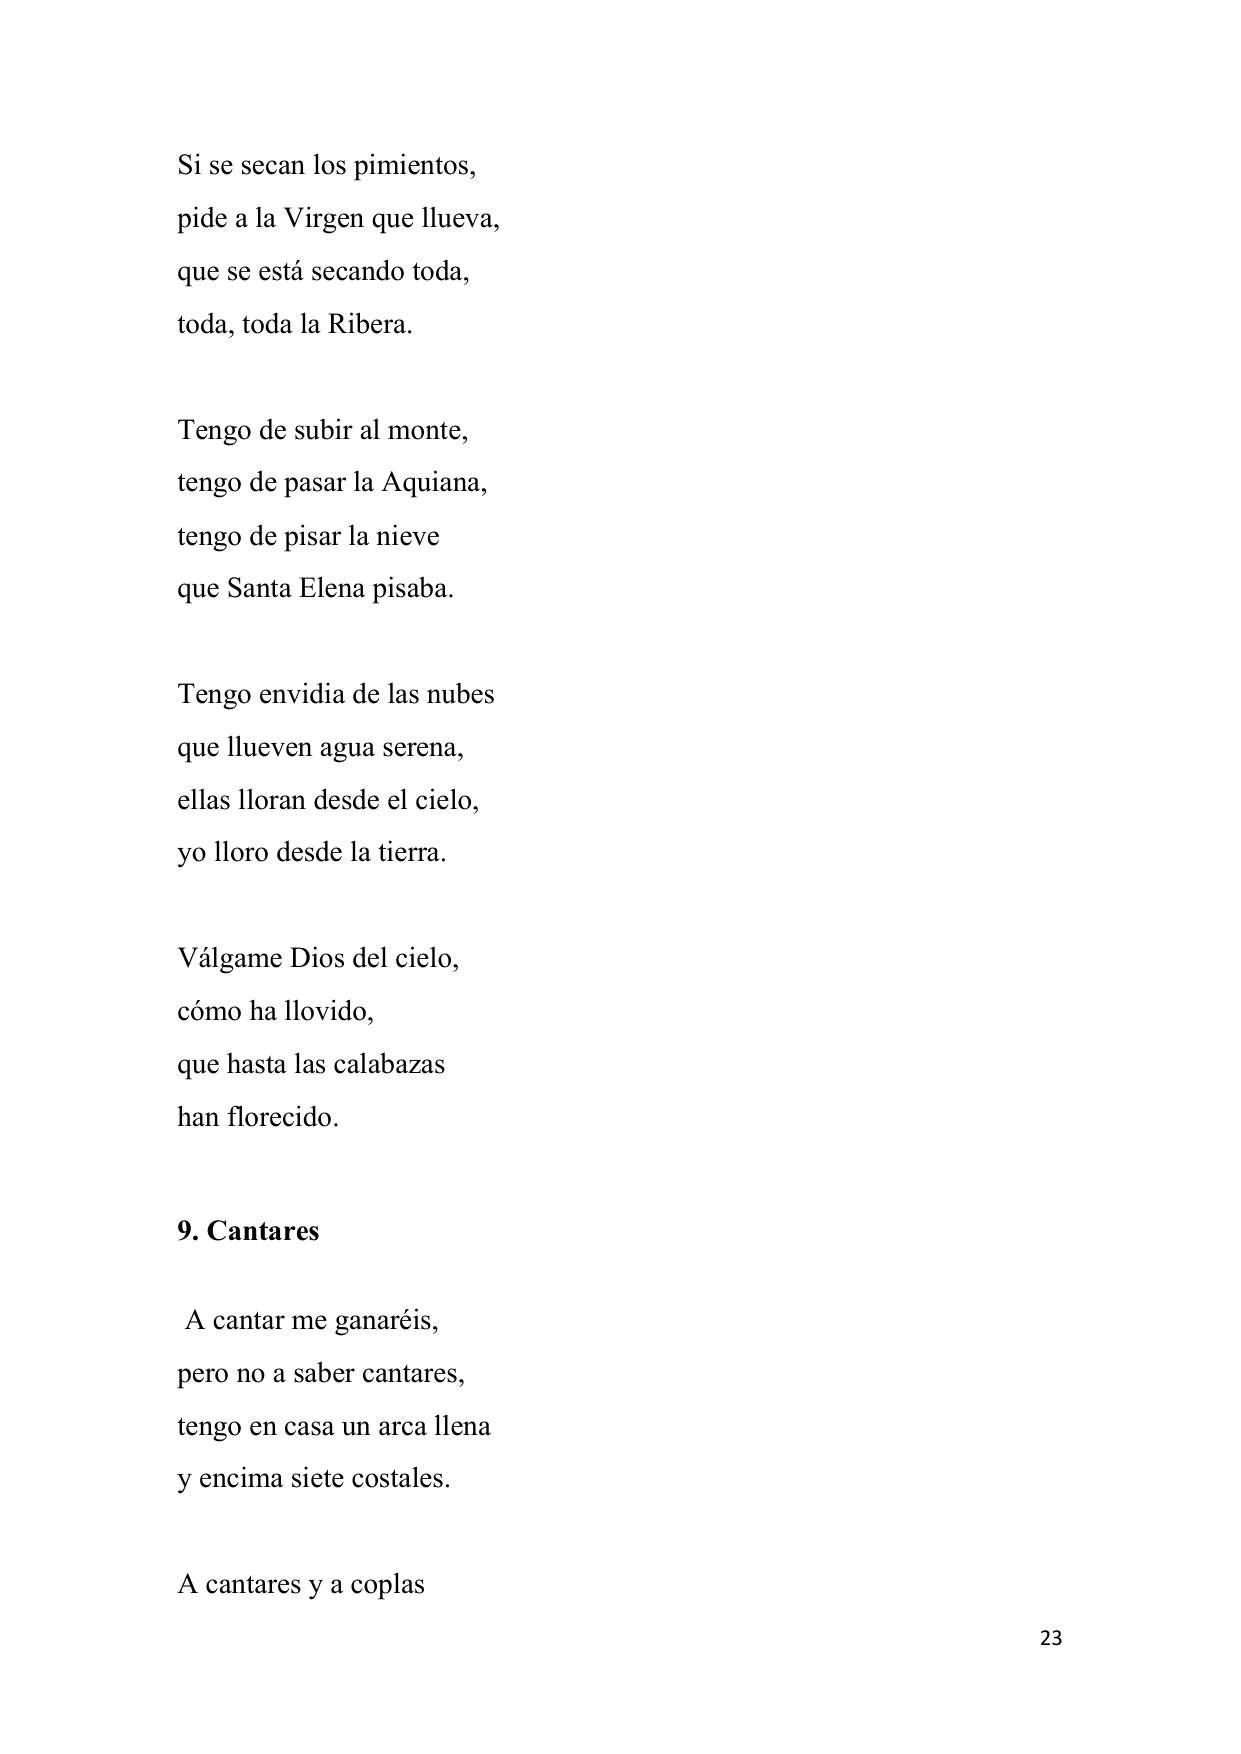 Si se secan los pimientos,
pide a la Virgen que llueva,
que se está secando toda,
toda, toda la Ribera.
Tengo de subir al monte,
tengo de pasar la Aquiana,
tengo de pisar la nieve
que Santa Elena pisaba.
Tengo envidia de las nubes
que llueven agua serena,
ellas lloran desde el cielo,
yo lloro desde la tierra.
Válgame Dios del cielo,
cómo ha llovido,
que hasta las calabazas
han florecido.
9. Cantares
A cantar me ganaréis,
pero no a saber cantares,
tengo en casa un arca llena
y encima siete costales.
A cantares y a coplas
23